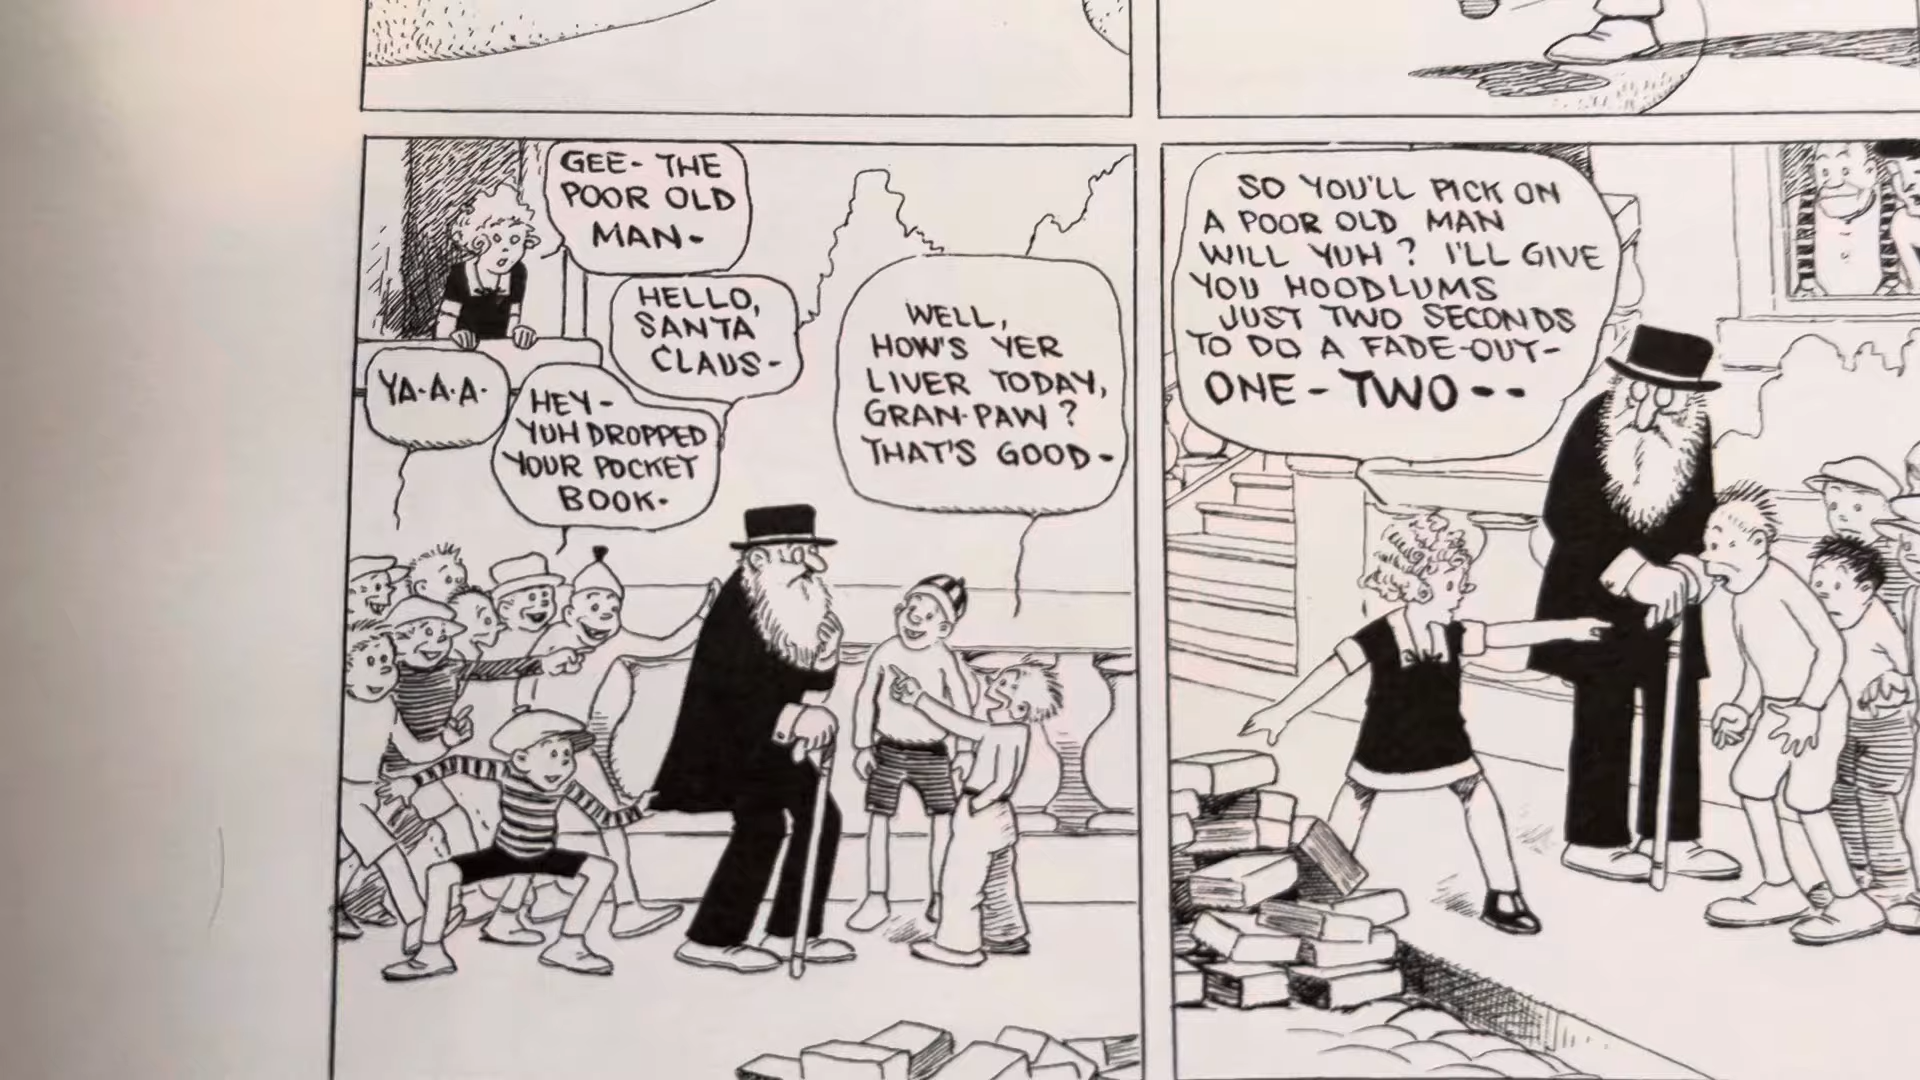 GEE- THE
POOR OLD
MAN-
HELLO,
SANTA
CLAUS-
YA-A-A-
HEY-
YUH DROPPED
YOUR POCKET
BOOK-
WELL,
HOW'S YER
LIVER TODAY,
GRAN-PAW?
THAT'S GOOD-
SO YOU'LL PICK ON
A POOR OLD MAN
WILL YUH? I'LL GIVE
YOU HOODLUMS
JUST TWO SECONDS
TO DO A FADE-OUT-
ONE- TWO--